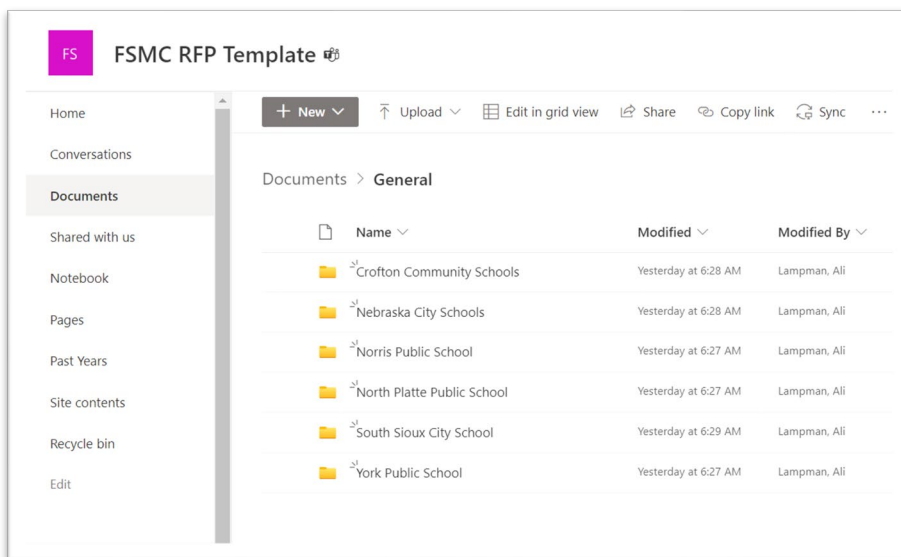 FS
FSMC RFP Template
Home
Conversations
Documents
Shared with us
Notebook
Pages
Past Years
Site contents
Recycle bin
Edit
+ New Upload Edit in grid view Share Copy link Sync ...
Documents > General
Name Modified Modified By
Crofton Community Schools Yesterday at 6:28 AM Lampman, Ali
Nebraska City Schools Yesterday at 6:28 AM Lampman, Ali
Norris Public School Yesterday at 6:27 AM Lampman, Ali
North Platte Public School Yesterday at 6:27 AM Lampman, Ali
South Sioux City School Yesterday at 6:29 AM Lampman, Ali
York Public School Yesterday at 6:27 AM Lampman, Ali